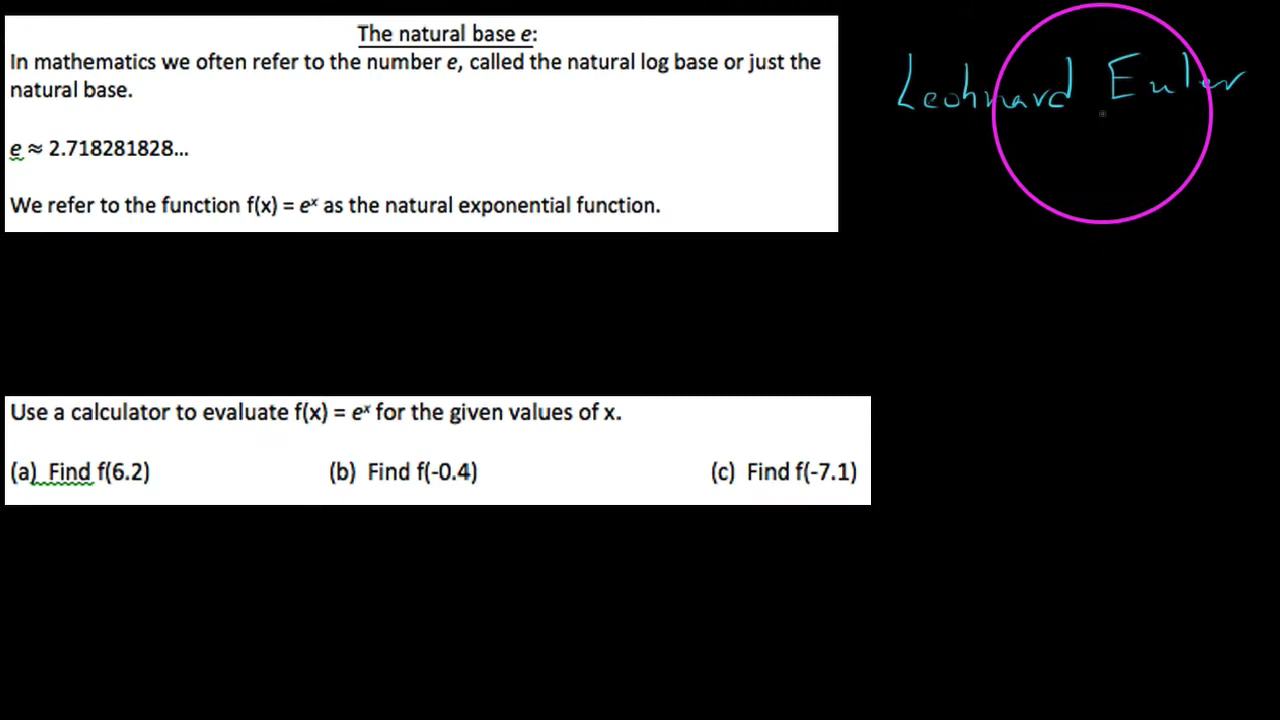 The natural base e:
In mathematics we often refer to the number e, called the natural log base or just the
natural base.
e ≈ 2.718281828...
We refer to the function f(x) = eˣ as the natural exponential function.
Leohnard Euler
Use a calculator to evaluate f(x) = eˣ for the given values of x.
(a) Find f(6.2) (b) Find f(-0.4) (c) Find f(-7.1)